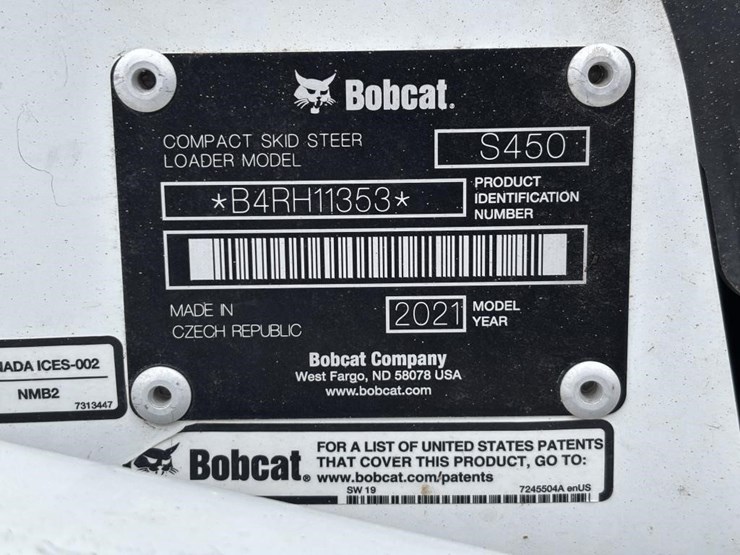 Bobcat.
COMPACT SKID STEER
LOADER MODEL
S450
*B4RH11353*
PRODUCT
IDENTIFICATION
NUMBER
MADE IN
CZECH REPUBLIC
2021
MODEL
YEAR
Bobcat Company
West Fargo, ND 58078 USA
www.bobcat.com
NADA ICES-002
NMB2
7313447
Bobcat®
FOR A LIST OF UNITED STATES PATENTS
THAT COVER THIS PRODUCT, GO TO:
www.bobcat.com/patents
SW 19
7245504A enUS